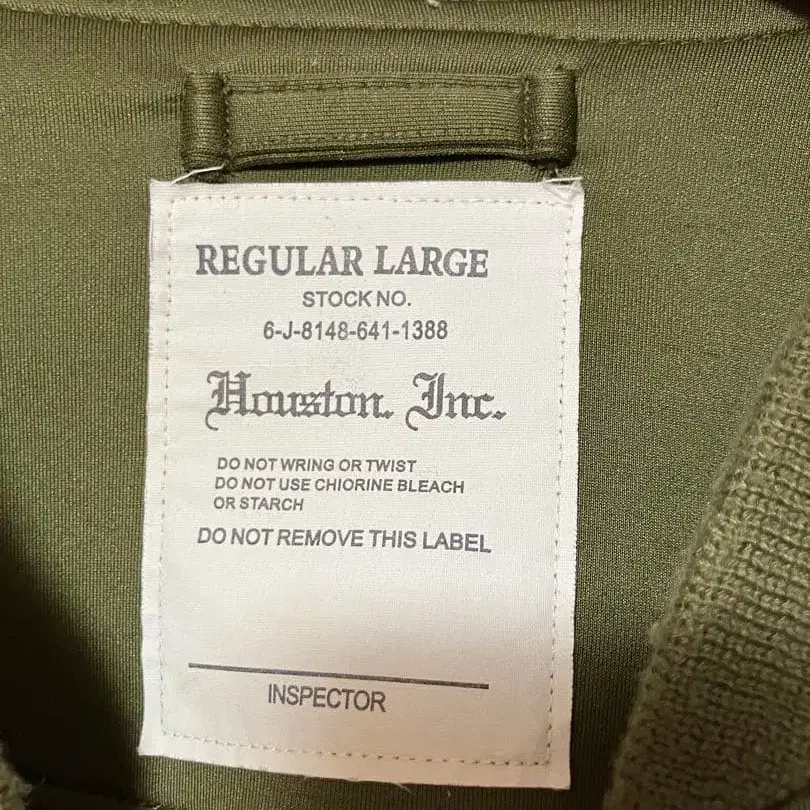 REGULAR LARGE
STOCK NO.
6-J-8148-641-1388
Houston. Inc.
DO NOT WRING OR TWIST
DO NOT USE CHIORINE BLEACH
OR STARCH
DO NOT REMOVE THIS LABEL
INSPECTOR